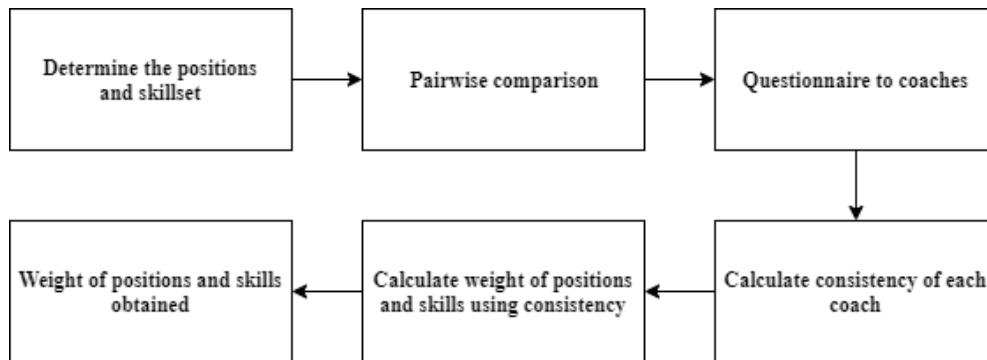 Determine the positions
and skillset
Pairwise comparison
Questionnaire to coaches
Calculate consistency of each
coach
Calculate weight of positions
and skills using consistency
Weight of positions and skills
obtained